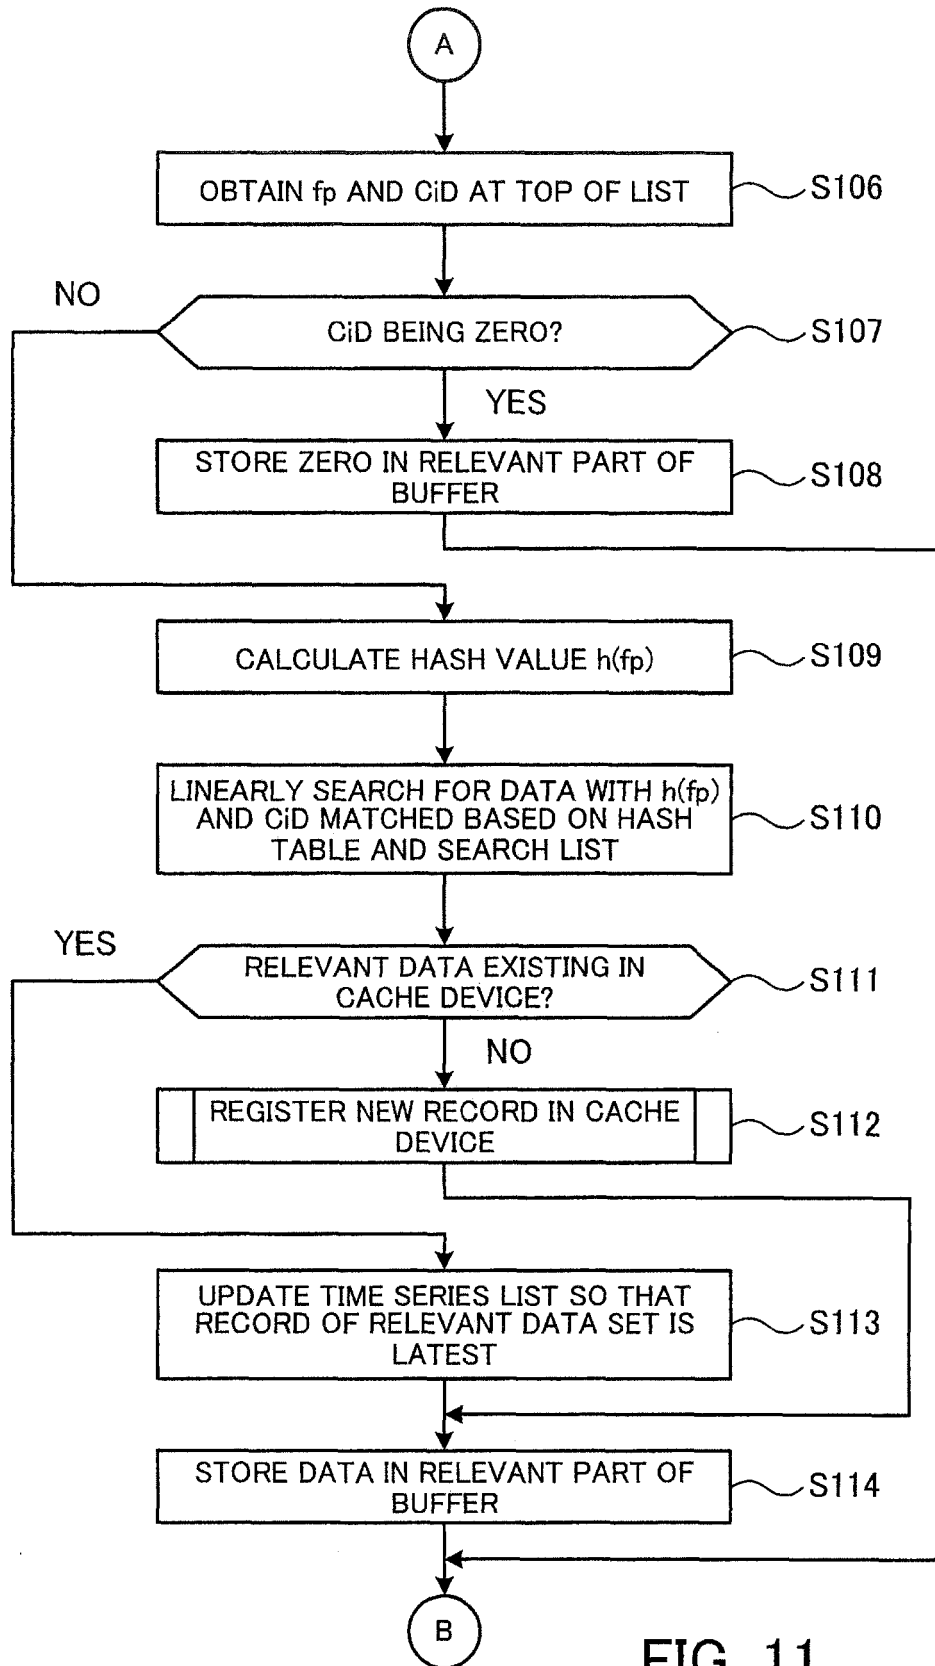 A
OBTAIN fp AND CiD AT TOP OF LIST
S106
NO
CiD BEING ZERO?
S107
YES
STORE ZERO IN RELEVANT PART OF
BUFFER
S108
CALCULATE HASH VALUE h(fp)
S109
LINEARLY SEARCH FOR DATA WITH h(fp)
AND CiD MATCHED BASED ON HASH
TABLE AND SEARCH LIST
S110
YES
RELEVANT DATA EXISTING IN
CACHE DEVICE?
S111
NO
REGISTER NEW RECORD IN CACHE
DEVICE
S112
UPDATE TIME SERIES LIST SO THAT
RECORD OF RELEVANT DATA SET IS
LATEST
S113
STORE DATA IN RELEVANT PART OF
BUFFER
S114
B
FIG. 11